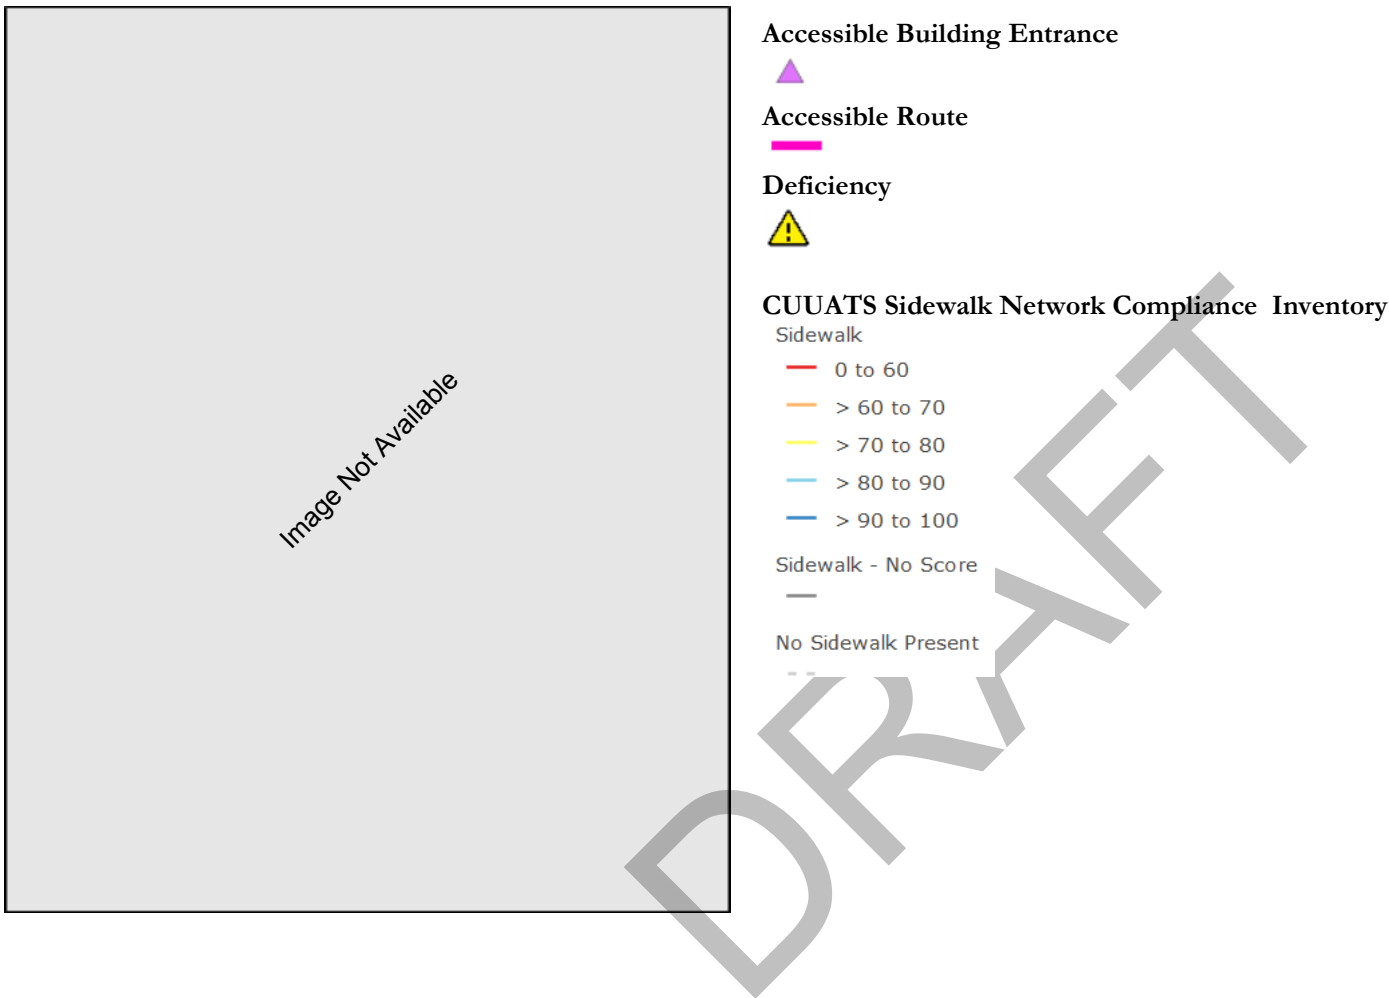 Image Not Available
Accessible Building Entrance
Accessible Route
Deficiency
CUUATS Sidewalk Network Compliance  Inventory
Sidewalk
0 to 60
> 60 to 70
> 70 to 80
> 80 to 90
> 90 to 100
Sidewalk - No Score
No Sidewalk Present
DRAFT